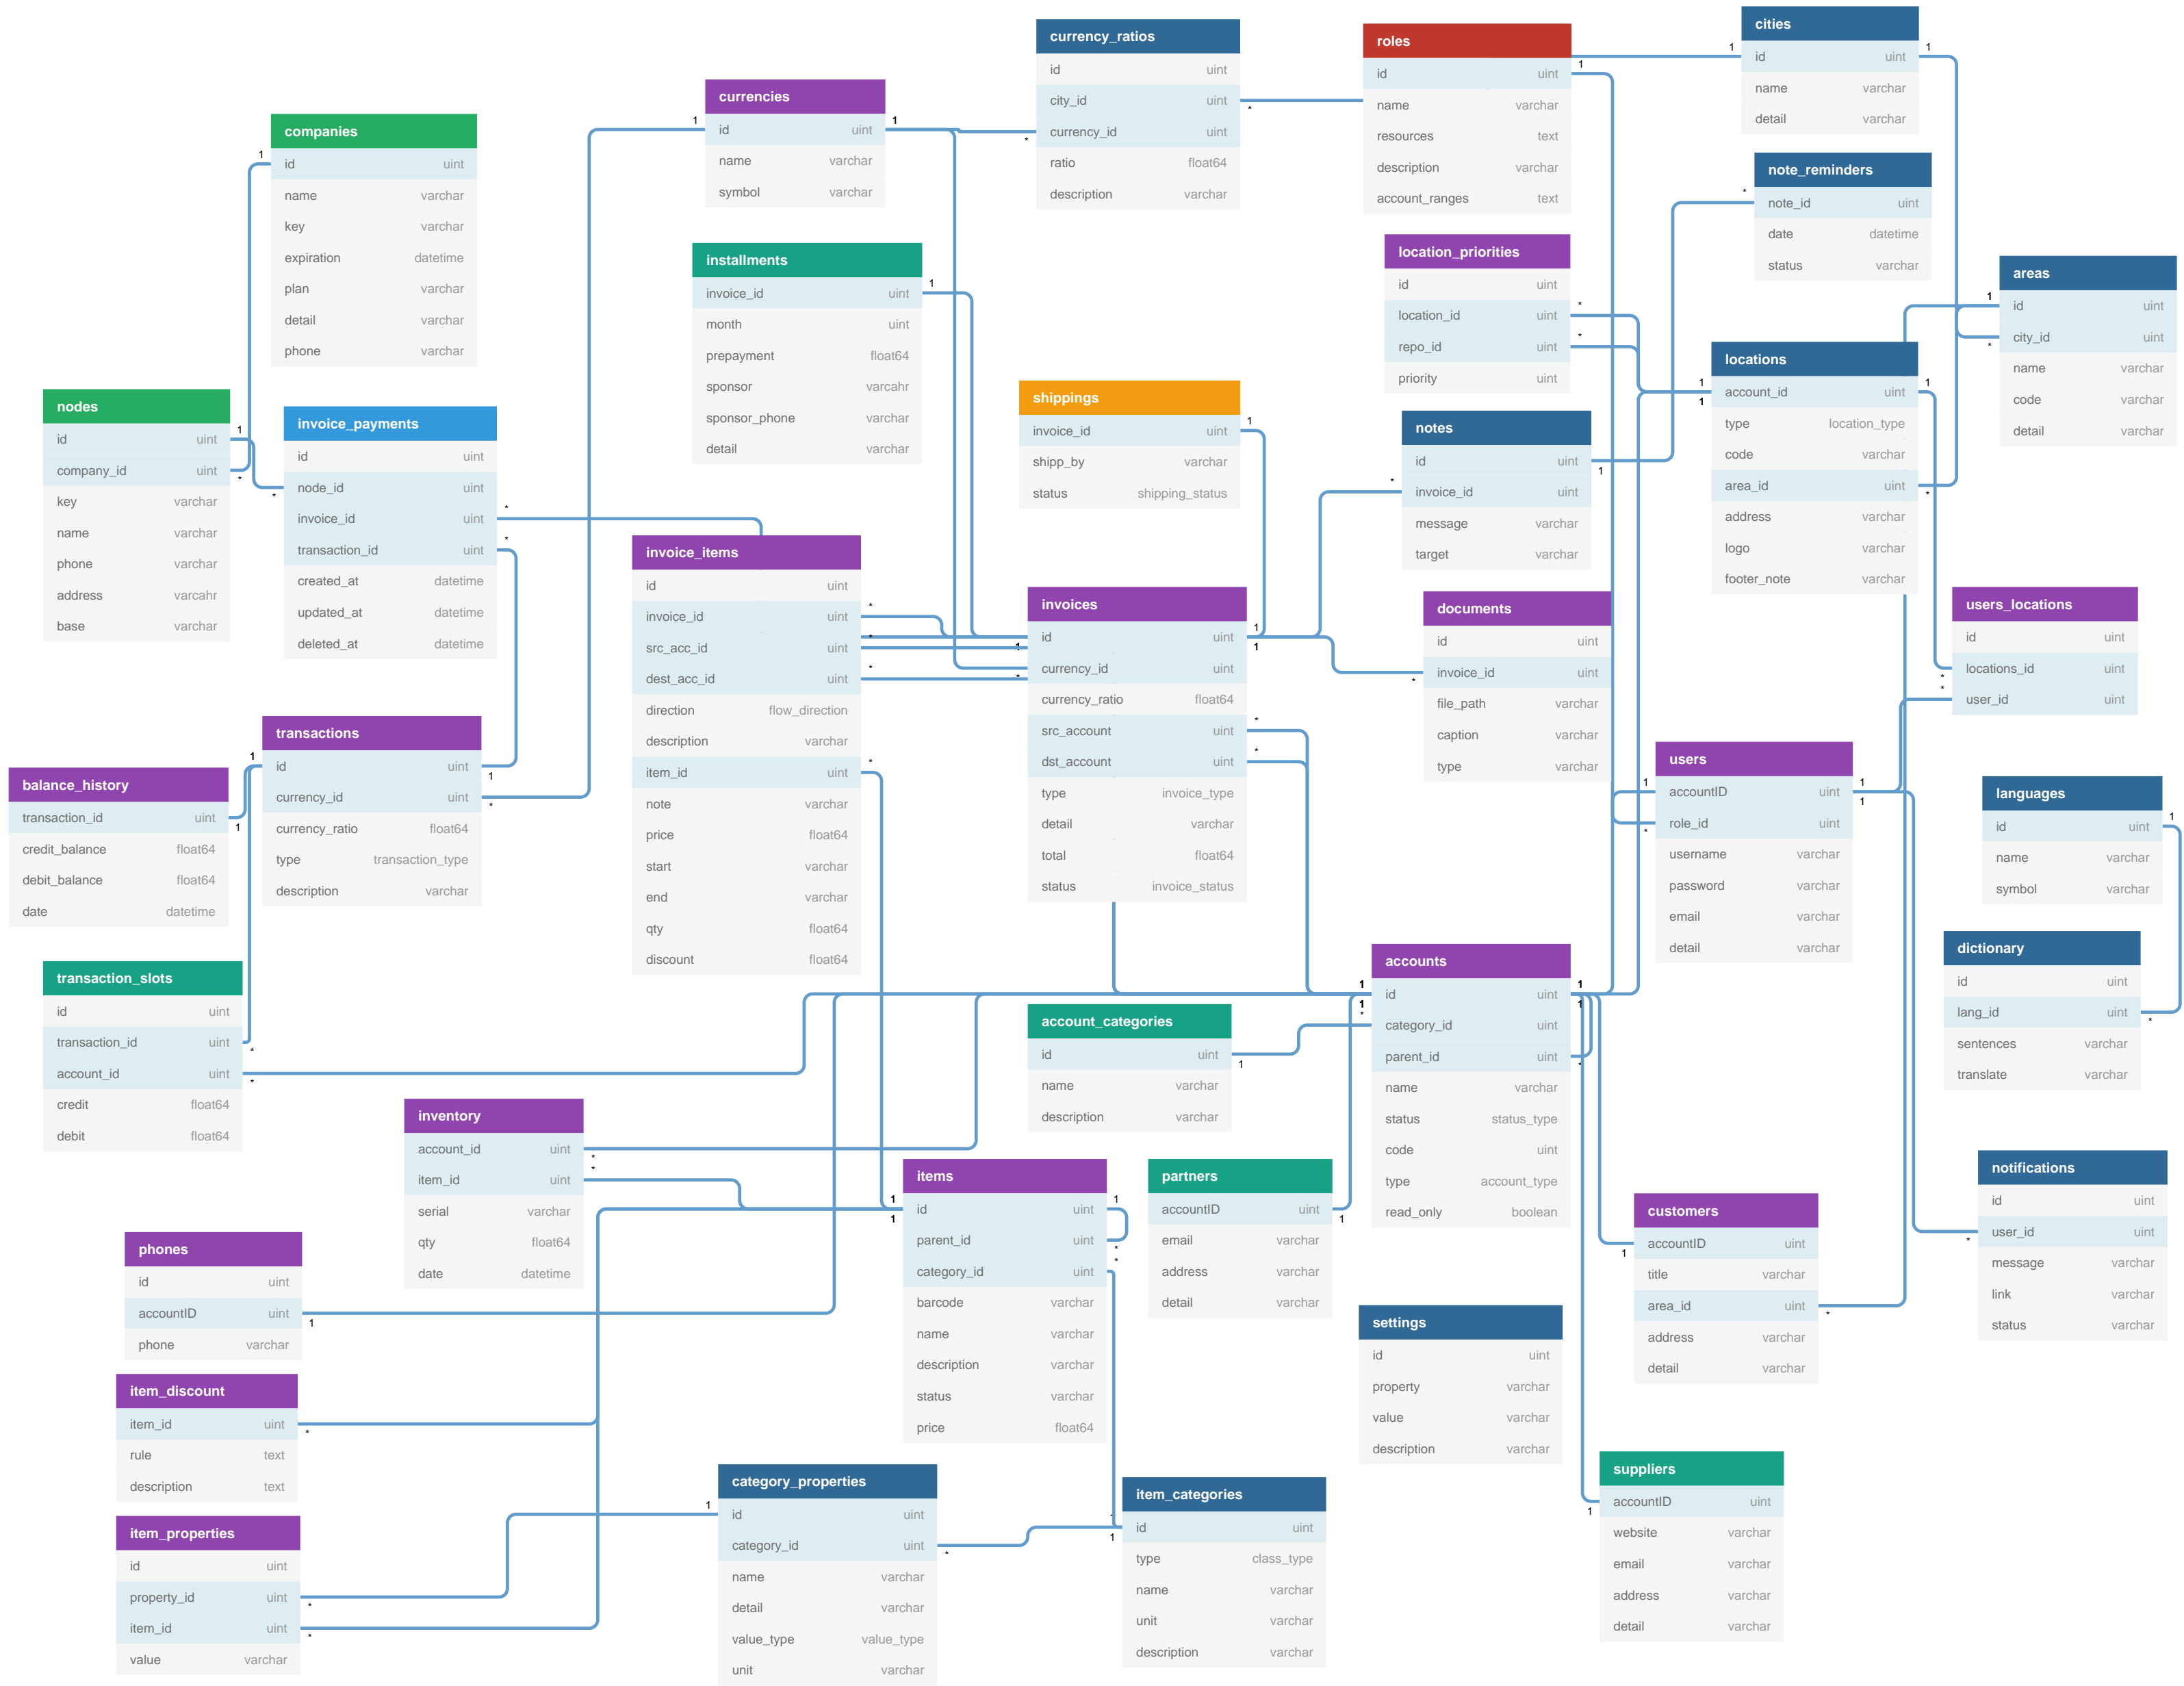 cities
id uint
name varchar
detail varchar
currency_ratios
id uint
city_id uint
currency_id uint
ratio float64
description varchar
roles
id uint
name varchar
resources text
description varchar
account_ranges text
currencies
id uint
name varchar
symbol varchar
companies
id uint
name varchar
key varchar
expiration datetime
plan varchar
detail varchar
phone varchar
note_reminders
note_id uint
date datetime
status varchar
location_priorities
id uint
location_id uint
repo_id uint
priority uint
installments
invoice_id uint
month uint
prepayment float64
sponsor varcahr
sponsor_phone varchar
detail varchar
areas
id uint
city_id uint
name varchar
code varchar
detail varchar
locations
account_id uint
type location_type
code varchar
area_id uint
address varchar
logo varchar
footer_note varchar
shippings
invoice_id uint
shipp_by varchar
status shipping_status
nodes
id uint
company_id uint
key varchar
name varchar
phone varchar
address varcahr
base varchar
invoice_payments
id uint
node_id uint
invoice_id uint
transaction_id uint
created_at datetime
updated_at datetime
deleted_at datetime
notes
id uint
invoice_id uint
message varchar
target varchar
invoice_items
id uint
invoice_id uint
src_acc_id uint
dest_acc_id uint
direction flow_direction
description varchar
item_id uint
note varchar
price float64
start varchar
end varchar
qty float64
discount float64
invoices
id uint
currency_id uint
currency_ratio float64
src_account uint
dst_account uint
type invoice_type
detail varchar
total float64
status invoice_status
documents
id uint
invoice_id uint
file_path varchar
caption varchar
type varchar
users_locations
id uint
locations_id uint
user_id uint
transactions
id uint
currency_id uint
currency_ratio float64
type transaction_type
description varchar
users
accountID uint
role_id uint
username varchar
password varchar
email varchar
detail varchar
balance_history
transaction_id uint
credit_balance float64
debit_balance float64
date datetime
languages
id uint
name varchar
symbol varchar
dictionary
id uint
lang_id uint
sentences varchar
translate varchar
accounts
id uint
category_id uint
parent_id uint
name varchar
status status_type
code uint
type account_type
read_only boolean
transaction_slots
id uint
transaction_id uint
account_id uint
credit float64
debit float64
account_categories
id uint
name varchar
description varchar
inventory
account_id uint
item_id uint
serial varchar
qty float64
date datetime
notifications
id uint
user_id uint
message varchar
link varchar
status varchar
items
id uint
parent_id uint
category_id uint
barcode varchar
name varchar
description varchar
status varchar
price float64
partners
accountID uint
email varchar
address varchar
detail varchar
customers
accountID uint
title varchar
area_id uint
address varchar
detail varchar
phones
id uint
accountID uint
phone varchar
settings
id uint
property varchar
value varchar
description varchar
item_discount
item_id uint
rule text
description text
suppliers
accountID uint
website varchar
email varchar
address varchar
detail varchar
category_properties
id uint
category_id uint
name varchar
detail varchar
value_type value_type
unit varchar
item_categories
id uint
type class_type
name varchar
unit varchar
description varchar
item_properties
id uint
property_id uint
item_id uint
value varchar